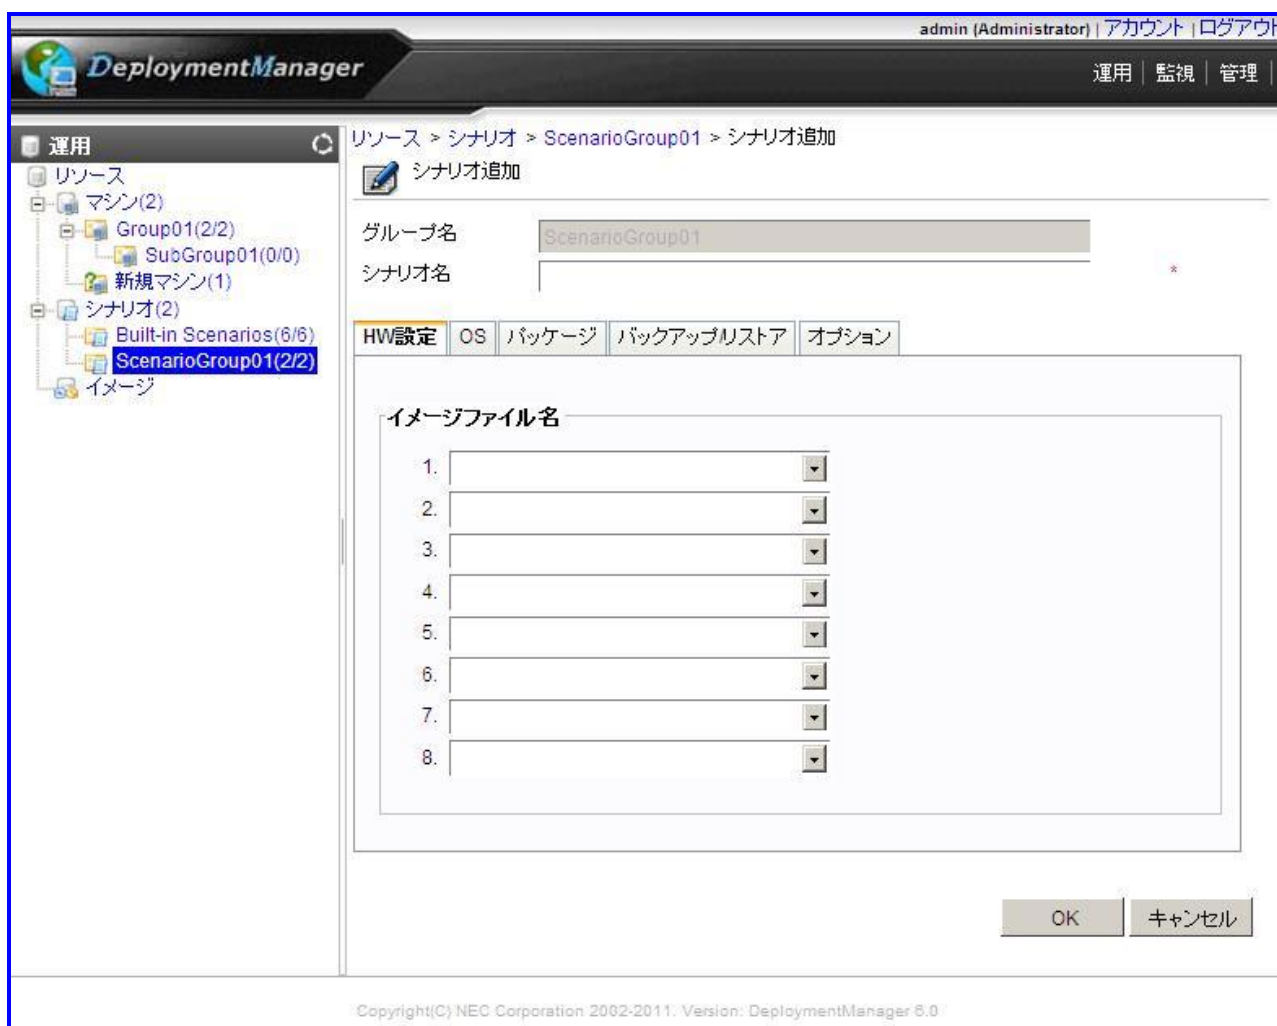 admin (Administrator) | アカウント | ログアウト
DeploymentManager
運用 | 監視 | 管理 |
運用
リソース
マシン(2)
Group01(2/2)
SubGroup01(0/0)
新規マシン(1)
シナリオ(2)
Built-in Scenarios(6/6)
ScenarioGroup01(2/2)
イメージ
リソース > シナリオ > ScenarioGroup01 > シナリオ追加
シナリオ追加
グループ名 ScenarioGroup01
シナリオ名 *
HW設定 OS パッケージ バックアップ/リストア オプション
イメージファイル名
1.
2.
3.
4.
5.
6.
7.
8.
OK キャンセル
Copyright(C) NEC Corporation 2002-2011. Version: DeploymentManager 6.0